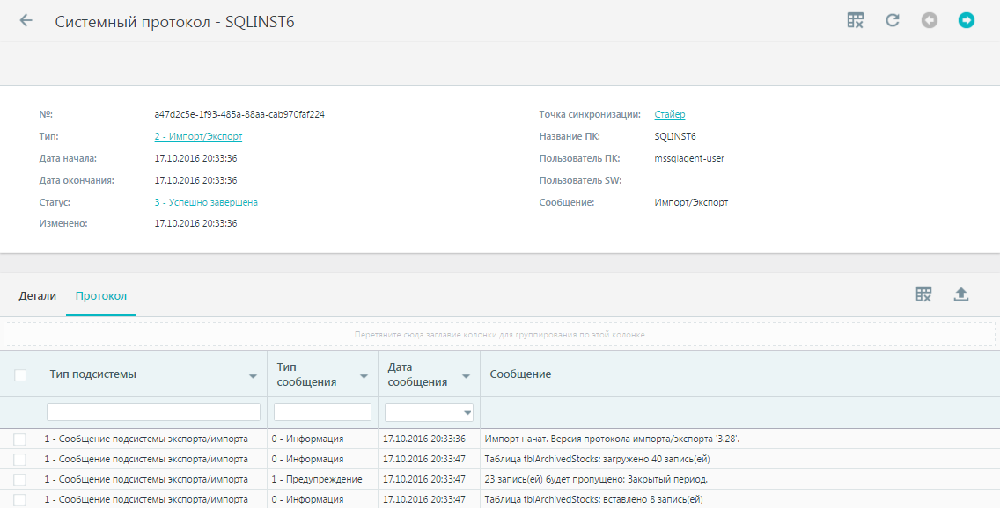 Системный протокол - SQLINST6
№: a47d2c5e-1f93-485a-88aa-cab970faf224
Тип: 2 - Импорт/Экспорт
Дата начала: 17.10.2016 20:33:36
Дата окончания: 17.10.2016 20:33:36
Статус: 3 - Успешно завершена
Изменено: 17.10.2016 20:33:36
Точка синхронизации: Стайер
Название ПК: SQLINST6
Пользователь ПК: mssqlagent-user
Пользователь SW:
Сообщение: Импорт/Экспорт
Детали Протокол
Перетяните сюда заглавие колонки для группирования по этой колонке
Тип подсистемы
Тип
сообщения
Дата
сообщения
Сообщение
1 - Сообщение подсистемы экспорта/импорта 0 - Информация 17.10.2016 20:33:36 Импорт начат. Версия протокола импорта/экспорта '3.28'.
1 - Сообщение подсистемы экспорта/импорта 0 - Информация 17.10.2016 20:33:47 Таблица tblArchivedStocks: загружено 40 запись(ей)
1 - Сообщение подсистемы экспорта/импорта 1 - Предупреждение 17.10.2016 20:33:47 23 запись(ей) будет пропущено: Закрытый период.
1 - Сообщение подсистемы экспорта/импорта 0 - Информация 17.10.2016 20:33:47 Таблица tblArchivedStocks: вставлено 8 запись(ей)